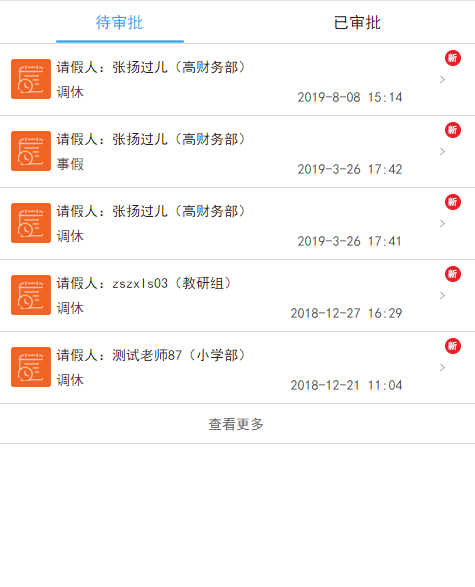 待审批 已审批
请假人: 张扬过儿（高财务部）
新
调休
2019-8-08 15:14
请假人: 张扬过儿（高财务部）
新
事假
2019-3-26 17:42
请假人: 张扬过儿（高财务部）
新
调休
2019-3-26 17:41
请假人: zszxls03（教研组）
新
调休
2018-12-27 16:29
请假人: 测试老师87（小学部）
新
调休
2018-12-21 11:04
查看更多